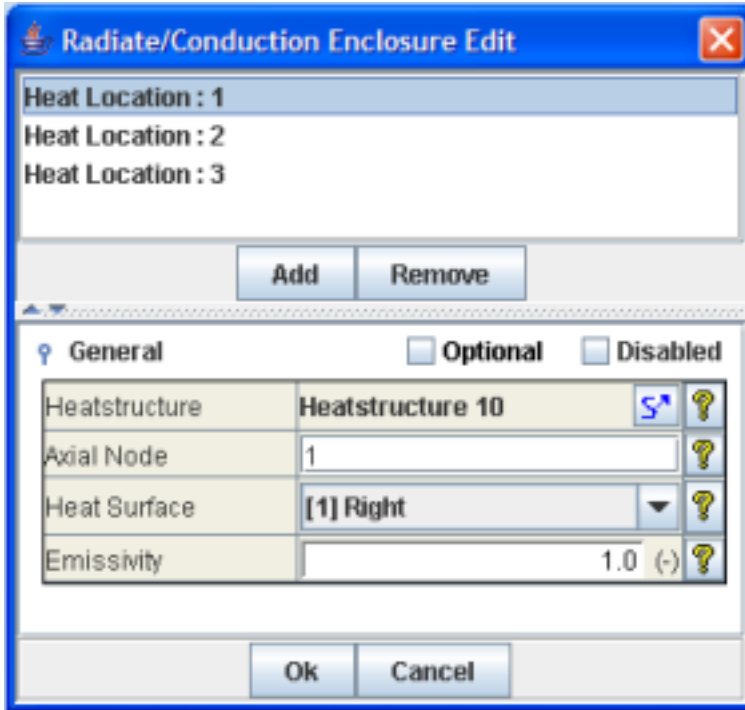 Radiate/Conduction Enclosure Edit
Heat Location : 1
Heat Location : 2
Heat Location : 3
Add Remove
General Optional Disabled
Heatstructure Heatstructure 10 S ?
Axial Node 1 ?
Heat Surface [1] Right ?
Emissivity 1.0 (-) ?
Ok Cancel